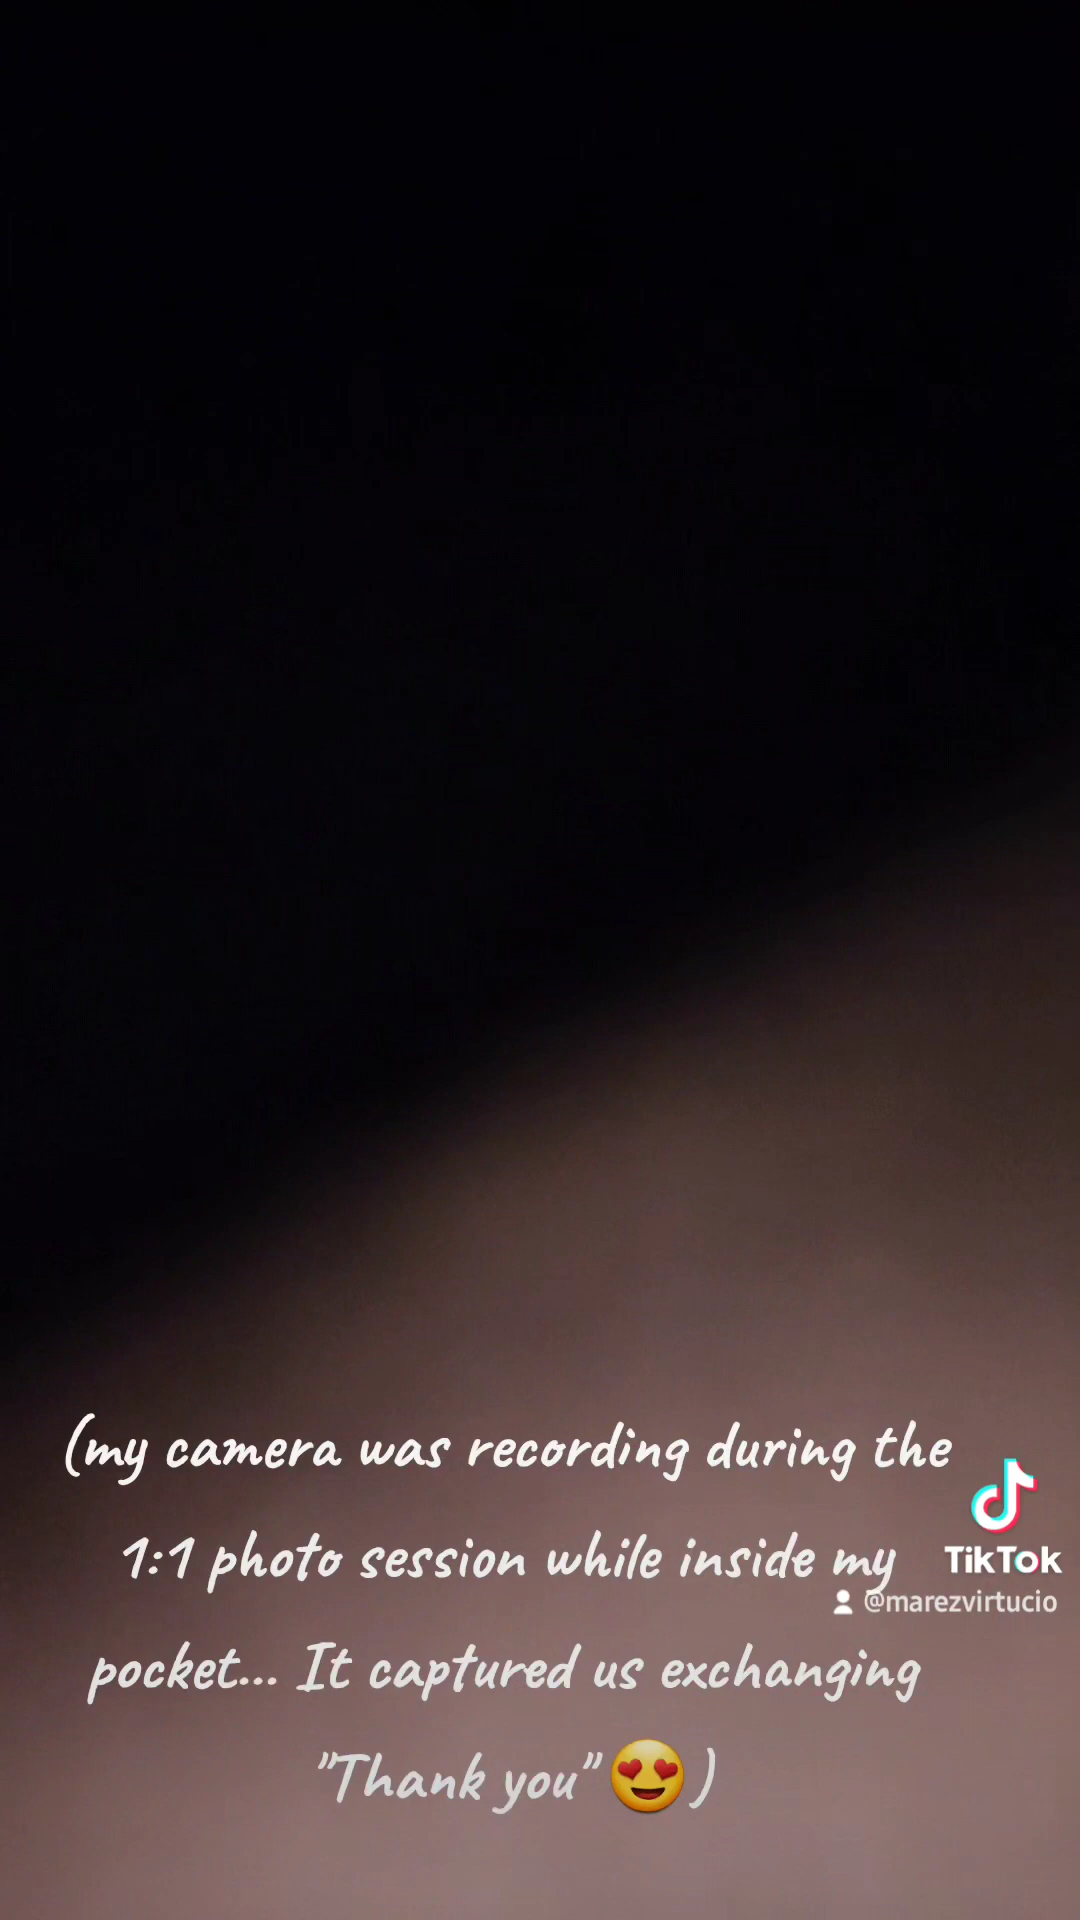 (my camera was recording during the
1:1 photo session while inside my
pocket... It captured us exchanging
"Thank you"😍)
TikTok
@marezvirtucio